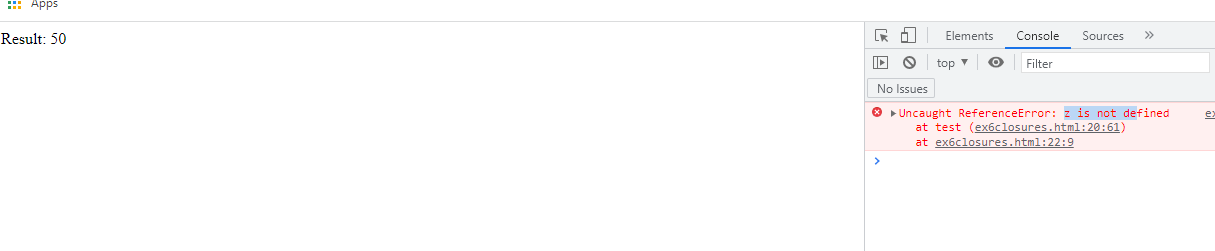 Apps
Result: 50
Elements Console Sources »
top ▼ Filter
No Issues
Uncaught ReferenceError: z is not defined
at test (ex6closures.html:20:61)
at ex6closures.html:22:9